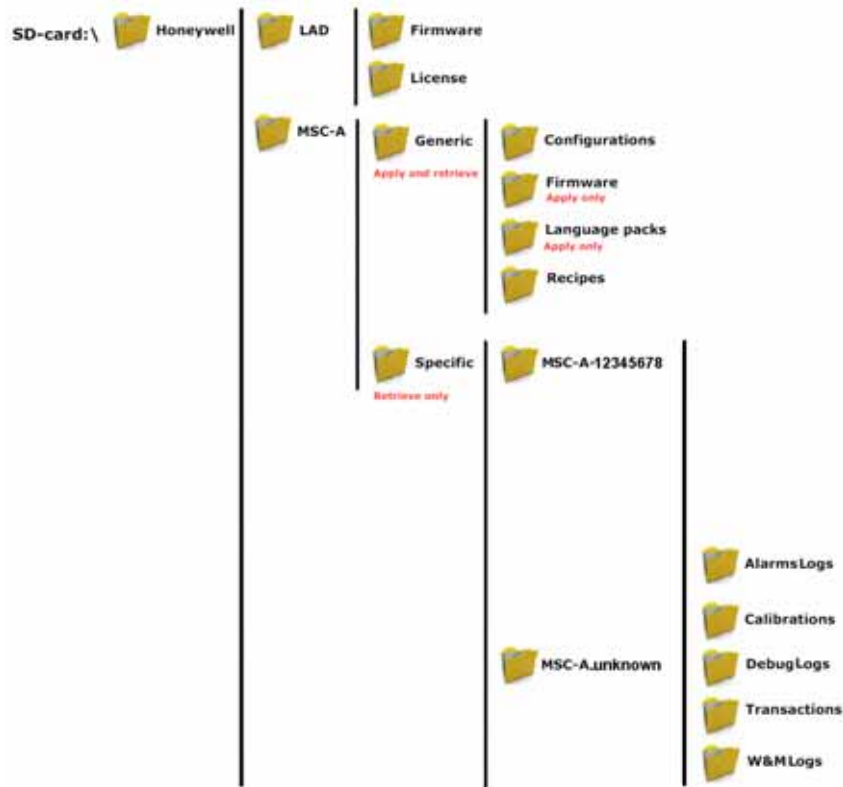 SD-card:\ Honeywell LAD Firmware
License
MSC-A Generic Configurations
Apply and retrieve
Firmware
Apply only
Language packs
Apply only
Recipes
Specific MSC-A-12345678
Retrieve only
AlarmsLogs
Calibrations
MSC-A.unknown DebugLogs
Transactions
W&MLogs